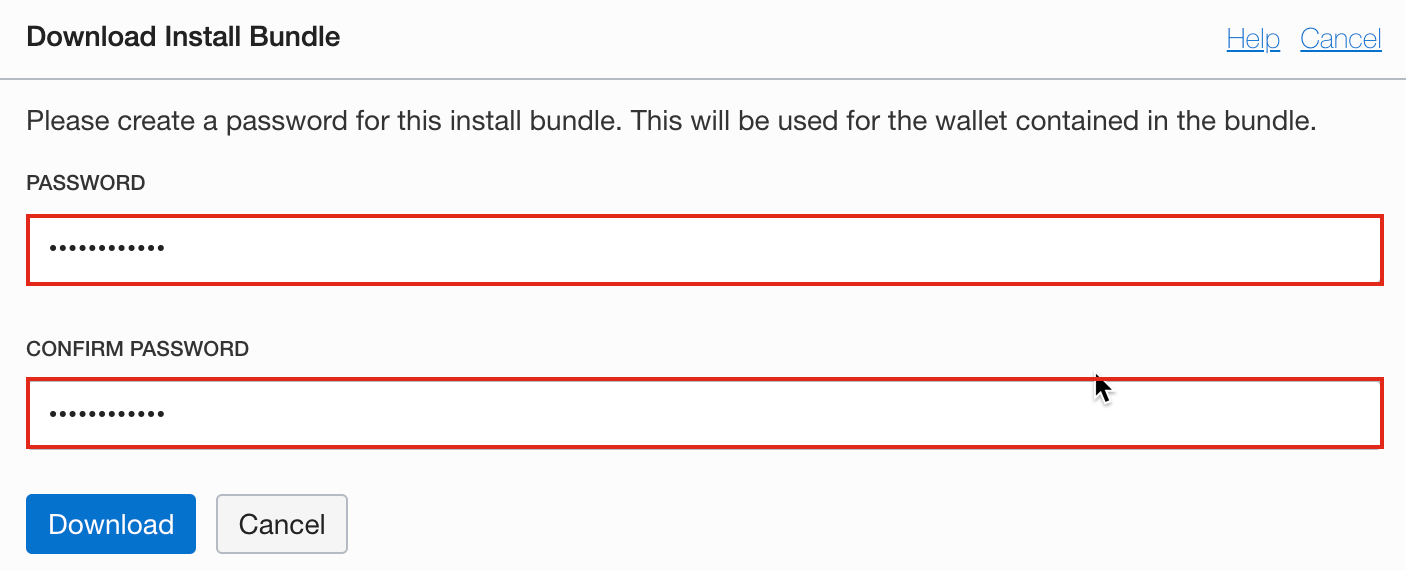 Download Install Bundle
Help Cancel
Please create a password for this install bundle. This will be used for the wallet contained in the bundle.
PASSWORD
••••••••••••
CONFIRM PASSWORD
••••••••••••
Download Cancel